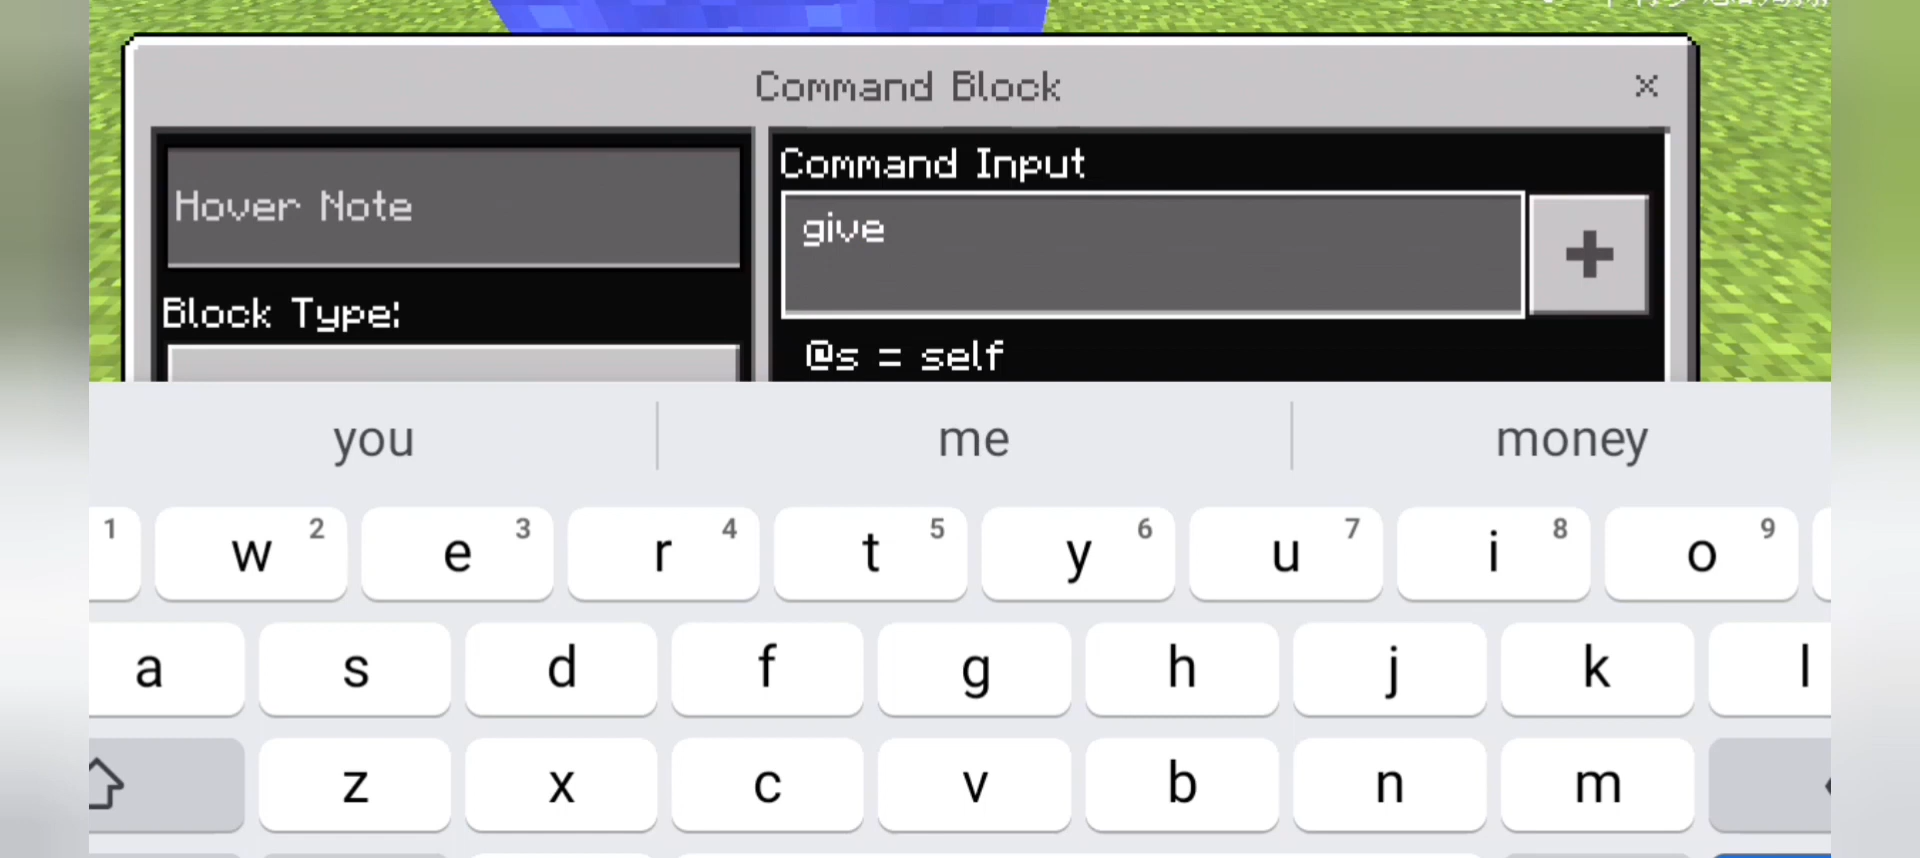 Command Block
Hover Note
Block Type:
Command Input
give
@s = self
you me money
1 2 3 4 5 6 7 8 9
w e r t y u i o
a s d f g h j k l
z x c v b n m